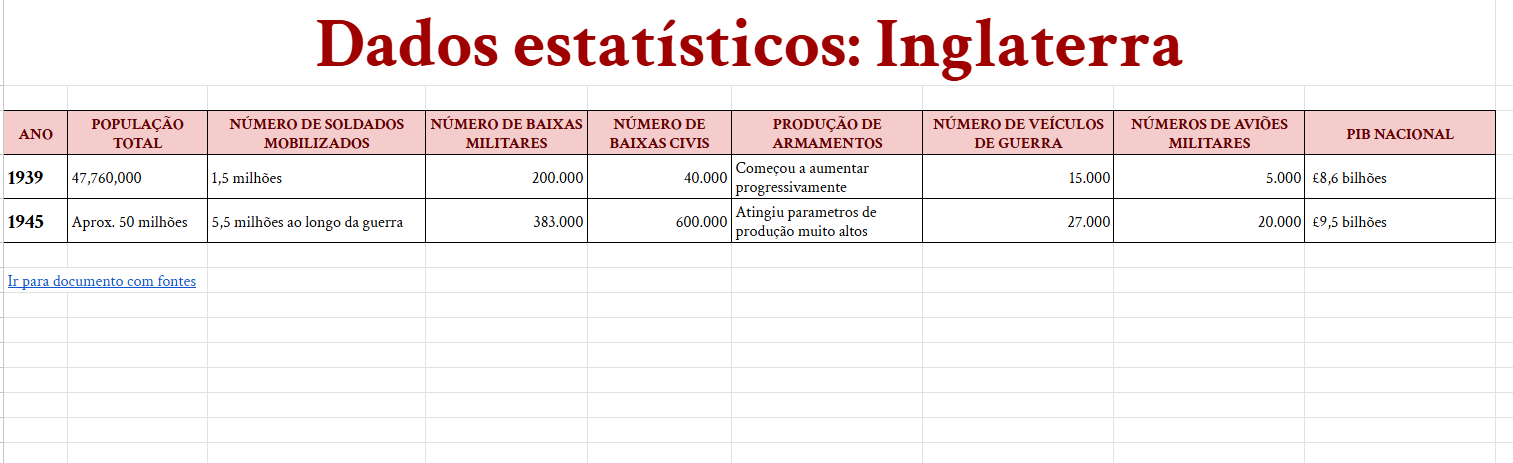 Dados estatísticos: Inglaterra
ANO
POPULAÇÃO
TOTAL
NÚMERO DE SOLDADOS
MOBILIZADOS
NÚMERO DE BAIXAS
MILITARES
NÚMERO DE
BAIXAS CIVIS
PRODUÇÃO DE
ARMAMENTOS
NÚMERO DE VEÍCULOS
DE GUERRA
NÚMEROS DE AVIÕES
MILITARES
PIB NACIONAL
1939
47,760,000
1,5 milhões
200.000
40.000
Começou a aumentar
progressivamente
15.000
5.000
£8,6 bilhões
1945
Aprox. 50 milhões
5,5 milhões ao longo da guerra
383.000
600.000
Atingiu parametros de
produção muito altos
27.000
20.000
£9,5 bilhões
Ir para documento com fontes